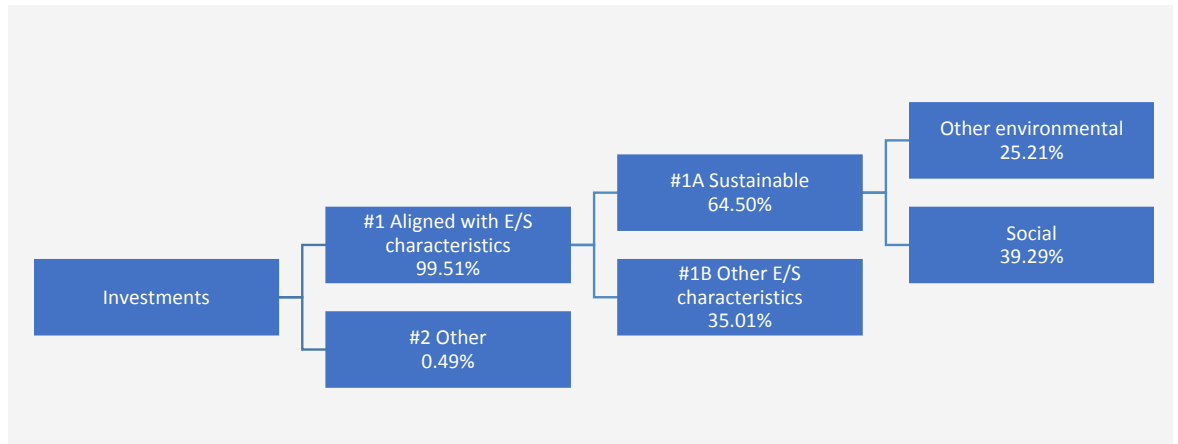 Investments
#1 Aligned with E/S
characteristics
99.51%
#2 Other
0.49%
#1A Sustainable
64.50%
#1B Other E/S
characteristics
35.01%
Other environmental
25.21%
Social
39.29%